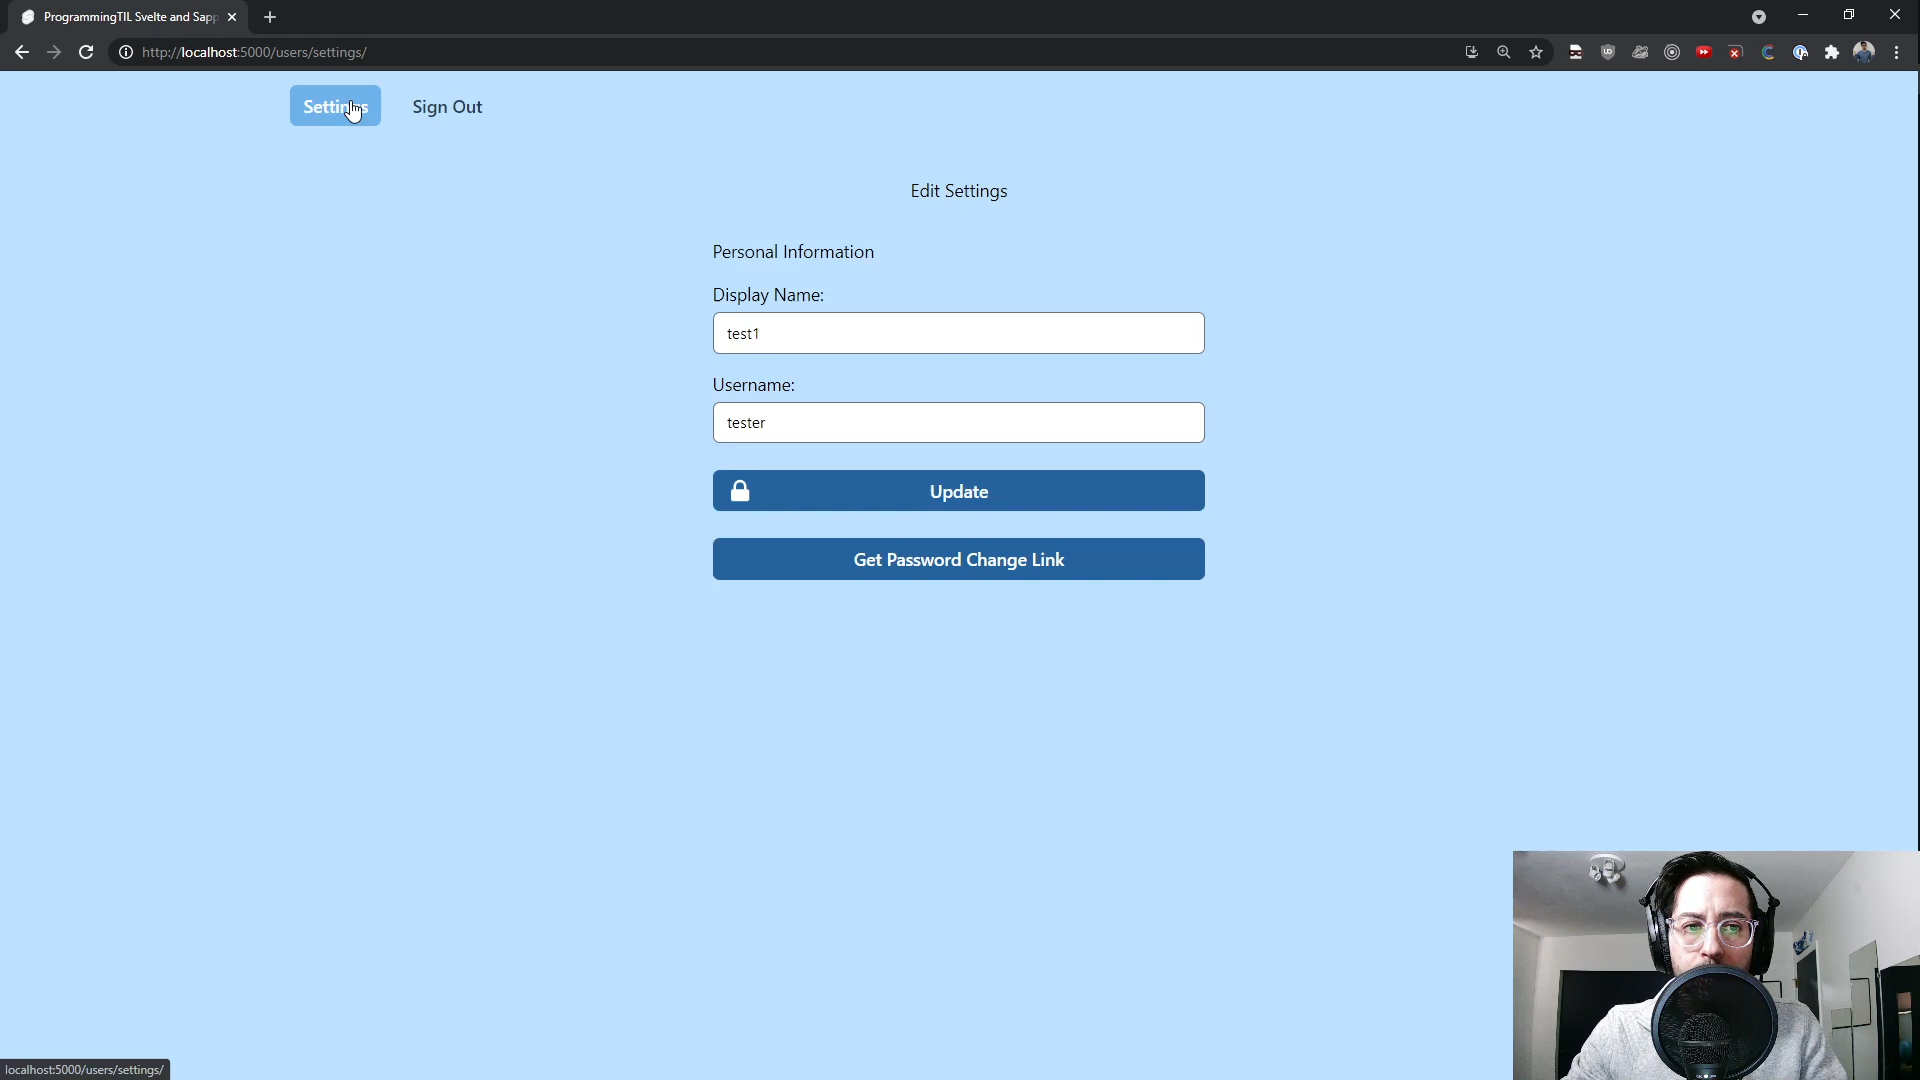 ProgrammingTIL Svelte and Sapp
http://localhost:5000/users/settings/
Settings
Sign Out
Edit Settings
Personal Information
Display Name:
test1
Username:
tester
Update
Get Password Change Link
localhost:5000/users/settings/